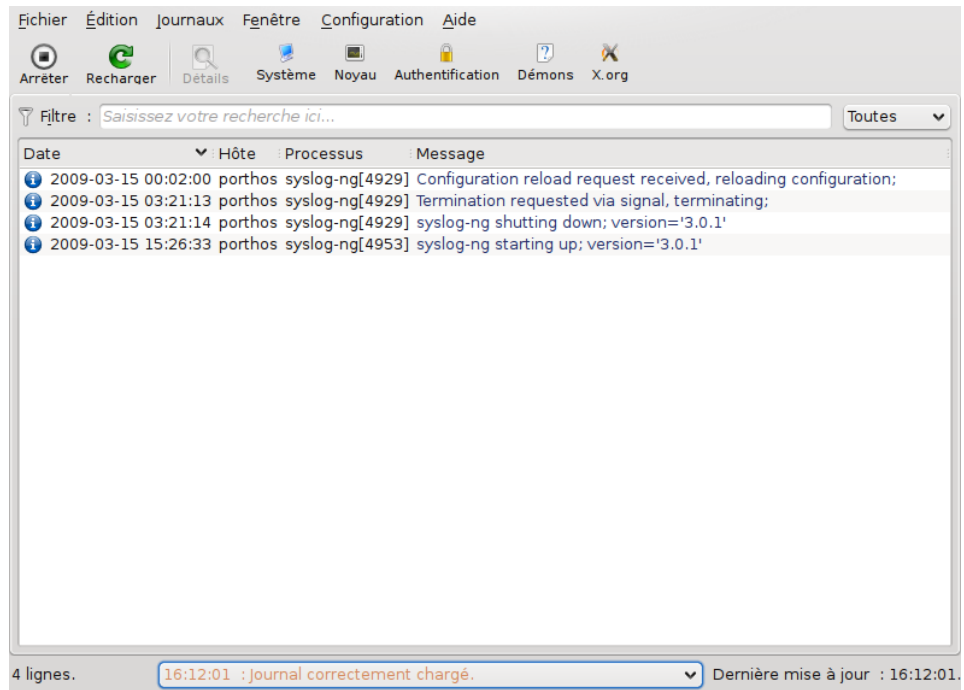 Fichier Édition Journaux Fenêtre Configuration Aide
Arrêter Recharger Détails Système Noyau Authentification Démons X.org
Filtre : Saisissez votre recherche ici... Toutes
Date Hôte Processus Message
2009-03-15 00:02:00 porthos syslog-ng[4929] Configuration reload request received, reloading configuration;
2009-03-15 03:21:13 porthos syslog-ng[4929] Termination requested via signal, terminating;
2009-03-15 03:21:14 porthos syslog-ng[4929] syslog-ng shutting down; version='3.0.1'
2009-03-15 15:26:33 porthos syslog-ng[4953] syslog-ng starting up; version='3.0.1'
4 lignes. 16:12:01 : Journal correctement chargé. Dernière mise à jour : 16:12:01.